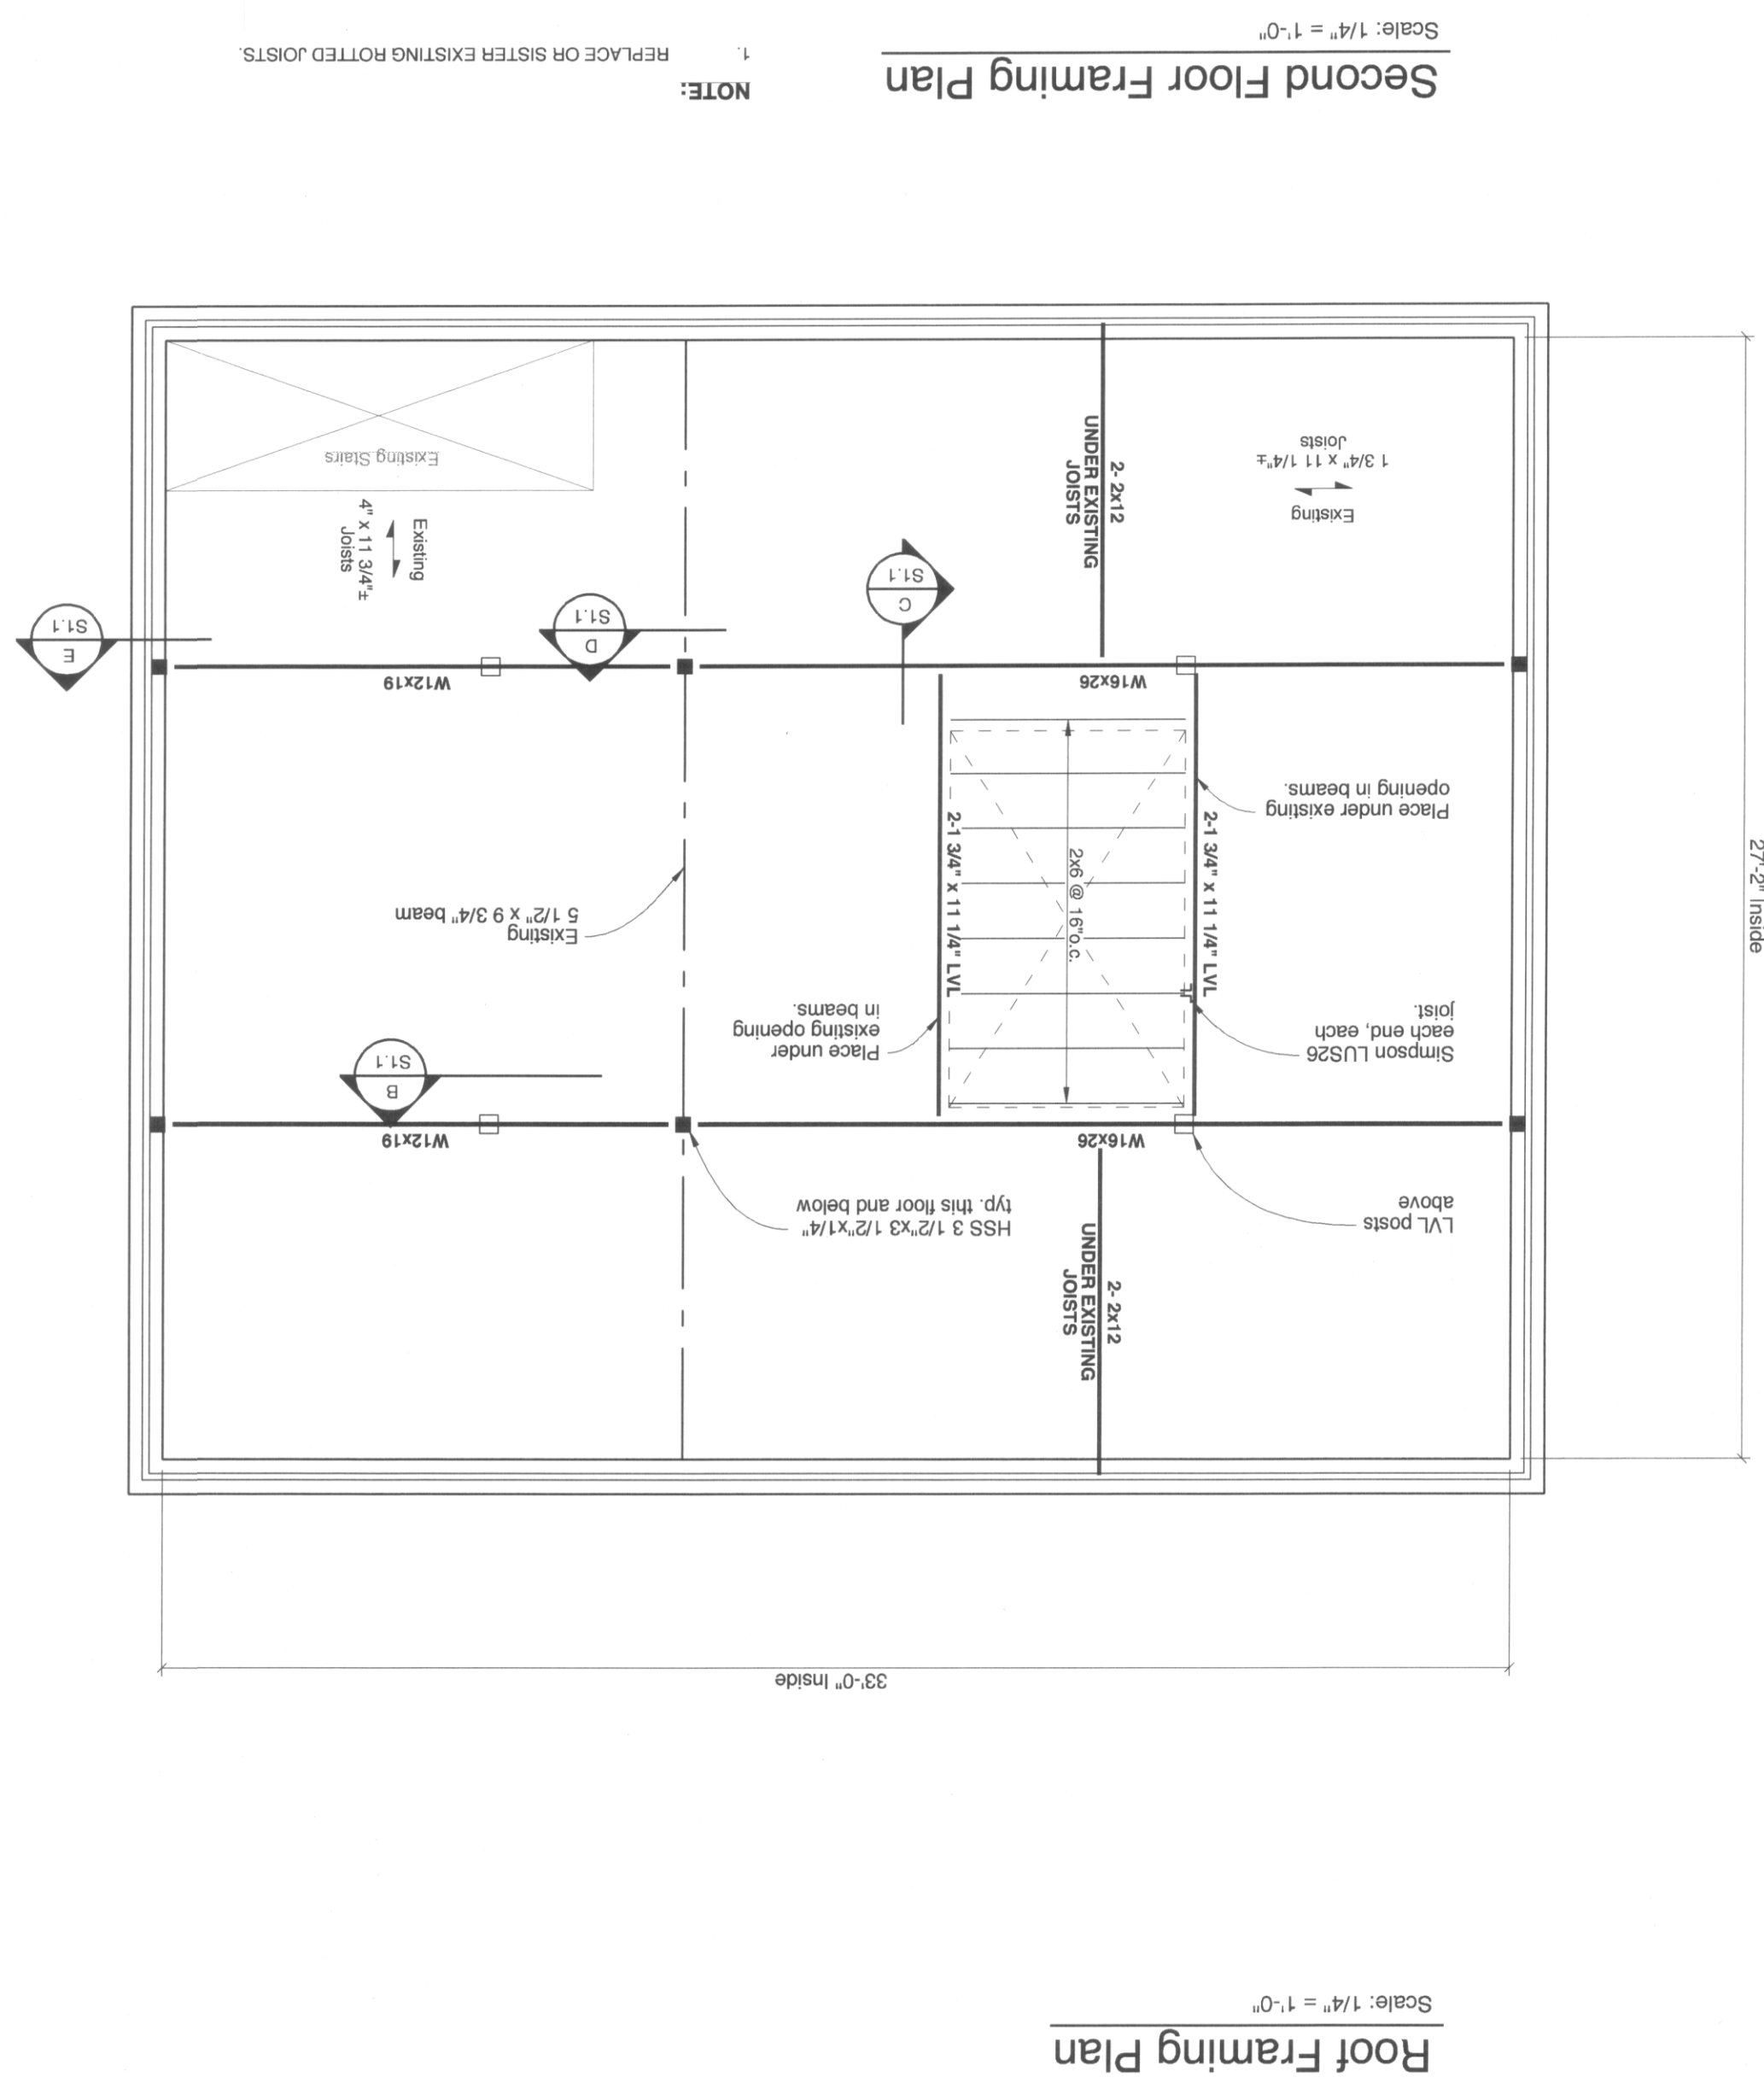 Roof Framing Plan
Scale: 1/4" = 1'-0"
33'-0" Inside
27'-2" Inside
2- 2x12
UNDER EXISTING
JOISTS
LVL posts
above
HSS 3 1/2"x3 1/2"x1/4"
typ. this floor and below
W16x26
W12x19
B
S1.1
Simpson LUS26
each end, each
joist.
Place under
existing opening
in beams.
2-1 3/4" x 11 1/4" LVL
2x6 @ 16"o.c.
2-1 3/4" x 11 1/4" LVL
Existing
5 1/2" x 9 3/4" beam
Place under existing
opening in beams.
W16x26
W12x19
C
S1.1
D
S1.1
E
S1.1
Existing
1 3/4" x 11 1/4"±
Joists
2- 2x12
UNDER EXISTING
JOISTS
Existing
4" x 11 3/4"±
Joists
Existing Stairs
Second Floor Framing Plan
Scale: 1/4" = 1'-0"
NOTE:
1. REPLACE OR SISTER EXISTING ROTTED JOISTS.